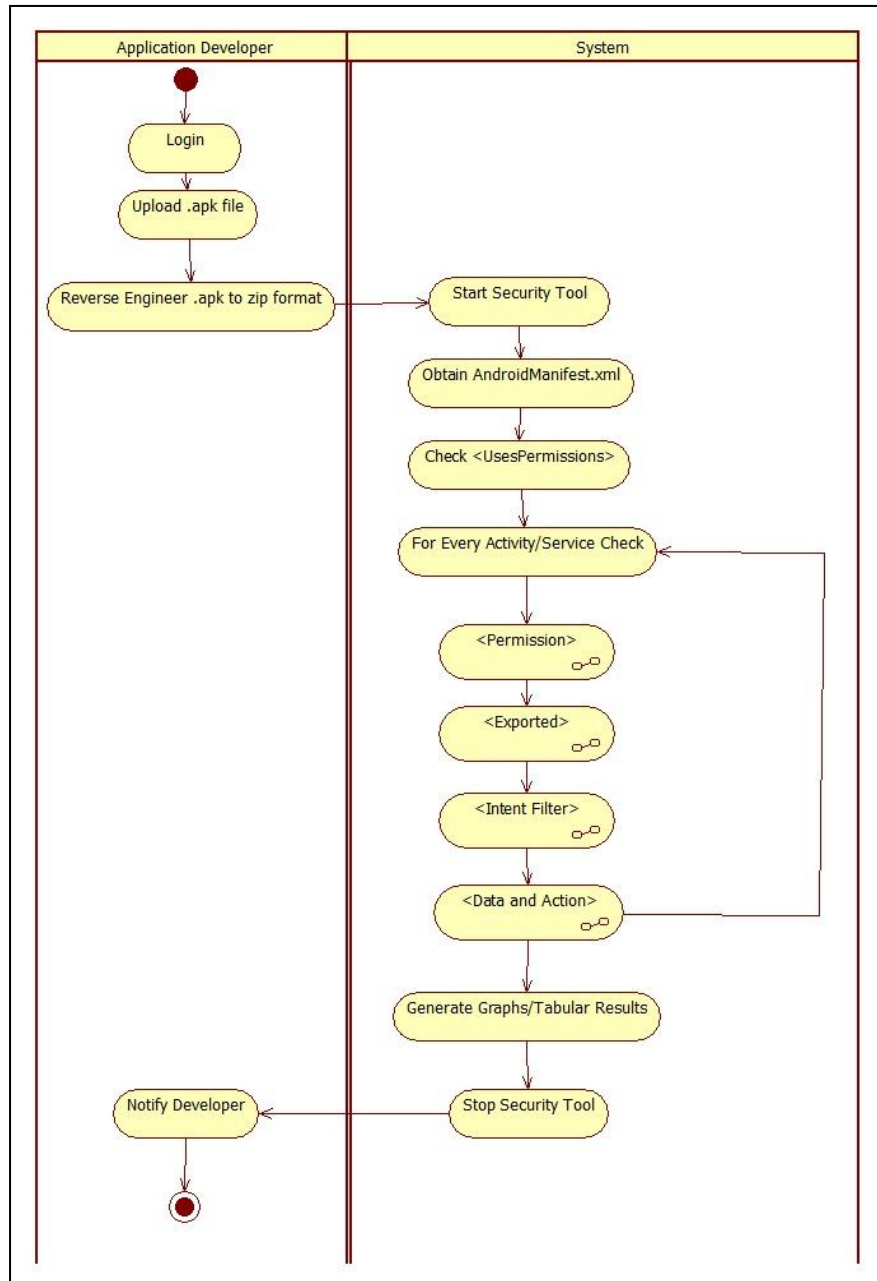 Application Developer
System
Login
Upload .apk file
Reverse Engineer .apk to zip format
Start Security Tool
Obtain AndroidManifest.xml
Check <UsesPermissions>
For Every Activity/Service Check
<Permission>
<Exported>
<Intent Filter>
<Data and Action>
Generate Graphs/Tabular Results
Notify Developer
Stop Security Tool